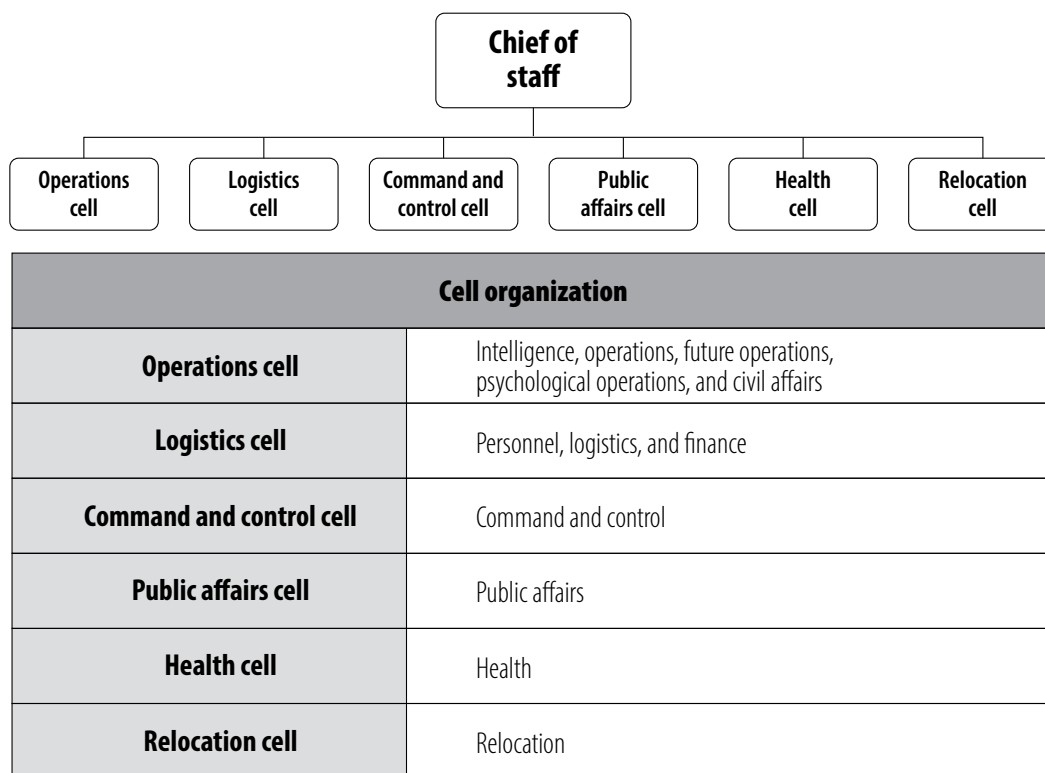 Chief of
staff
Operations
cell
Logistics
cell
Command and
control cell
Public
affairs cell
Health
cell
Relocation
cell
Cell organization
Operations cell
Intelligence, operations, future operations,
psychological operations, and civil affairs
Logistics cell
Personnel, logistics, and finance
Command and control cell
Command and control
Public affairs cell
Public affairs
Health cell
Health
Relocation cell
Relocation